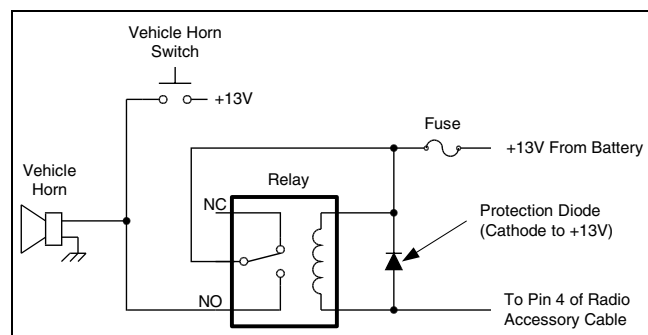 Vehicle Horn
Switch
+13V
Fuse
+13V From Battery
Vehicle
Horn
Relay
NC
Protection Diode
(Cathode to +13V)
NO
To Pin 4 of Radio
Accessory Cable